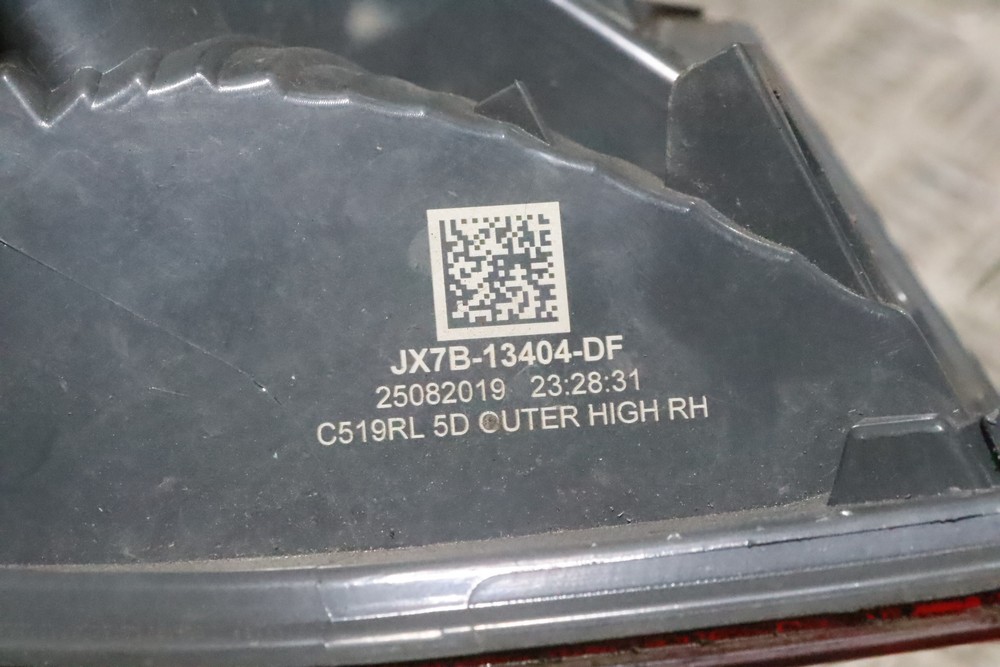 JX7B-13404-DF
25082019 23:28:31
C519RL 5D OUTER HIGH RH